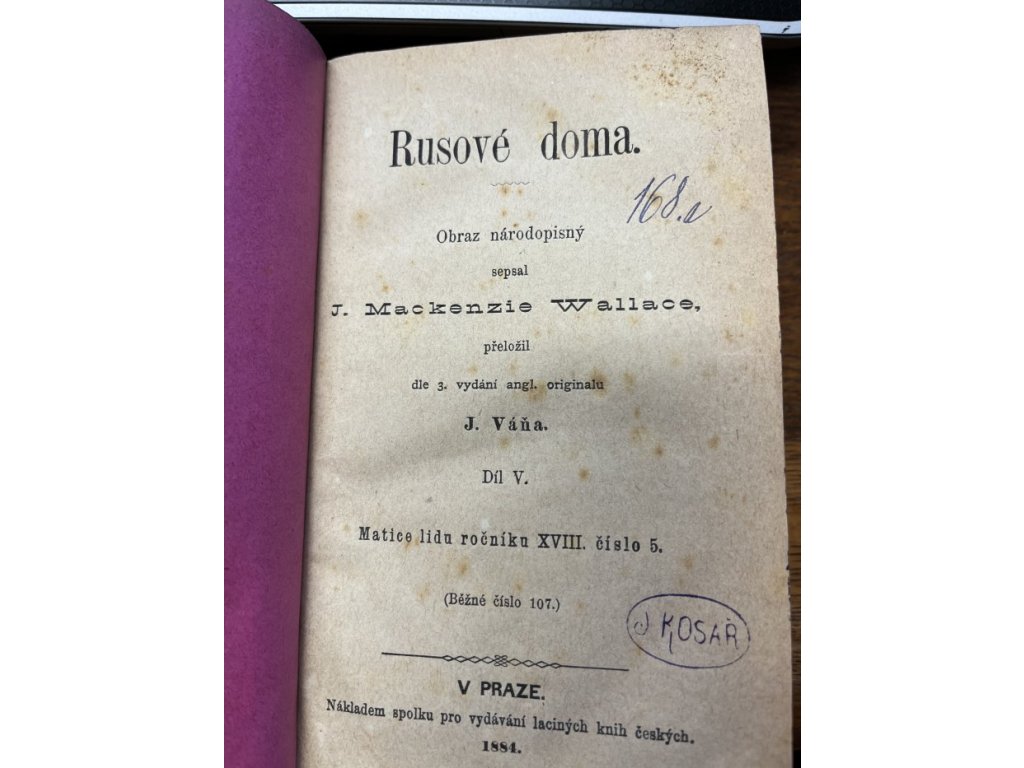 Rusové doma.
168.
Obraz národopisný
sepsal
J. Mackenzie Wallace,
přeložil
dle 3. vydání angl. originalu
J. Váňa.
Díl V.
Matice lidu ročníku XVIII. číslo 5.
(Běžné číslo 107.)
J KOSAŘ
V PRAZE.
Nákladem spolku pro vydávání laciných knih českých.
1884.